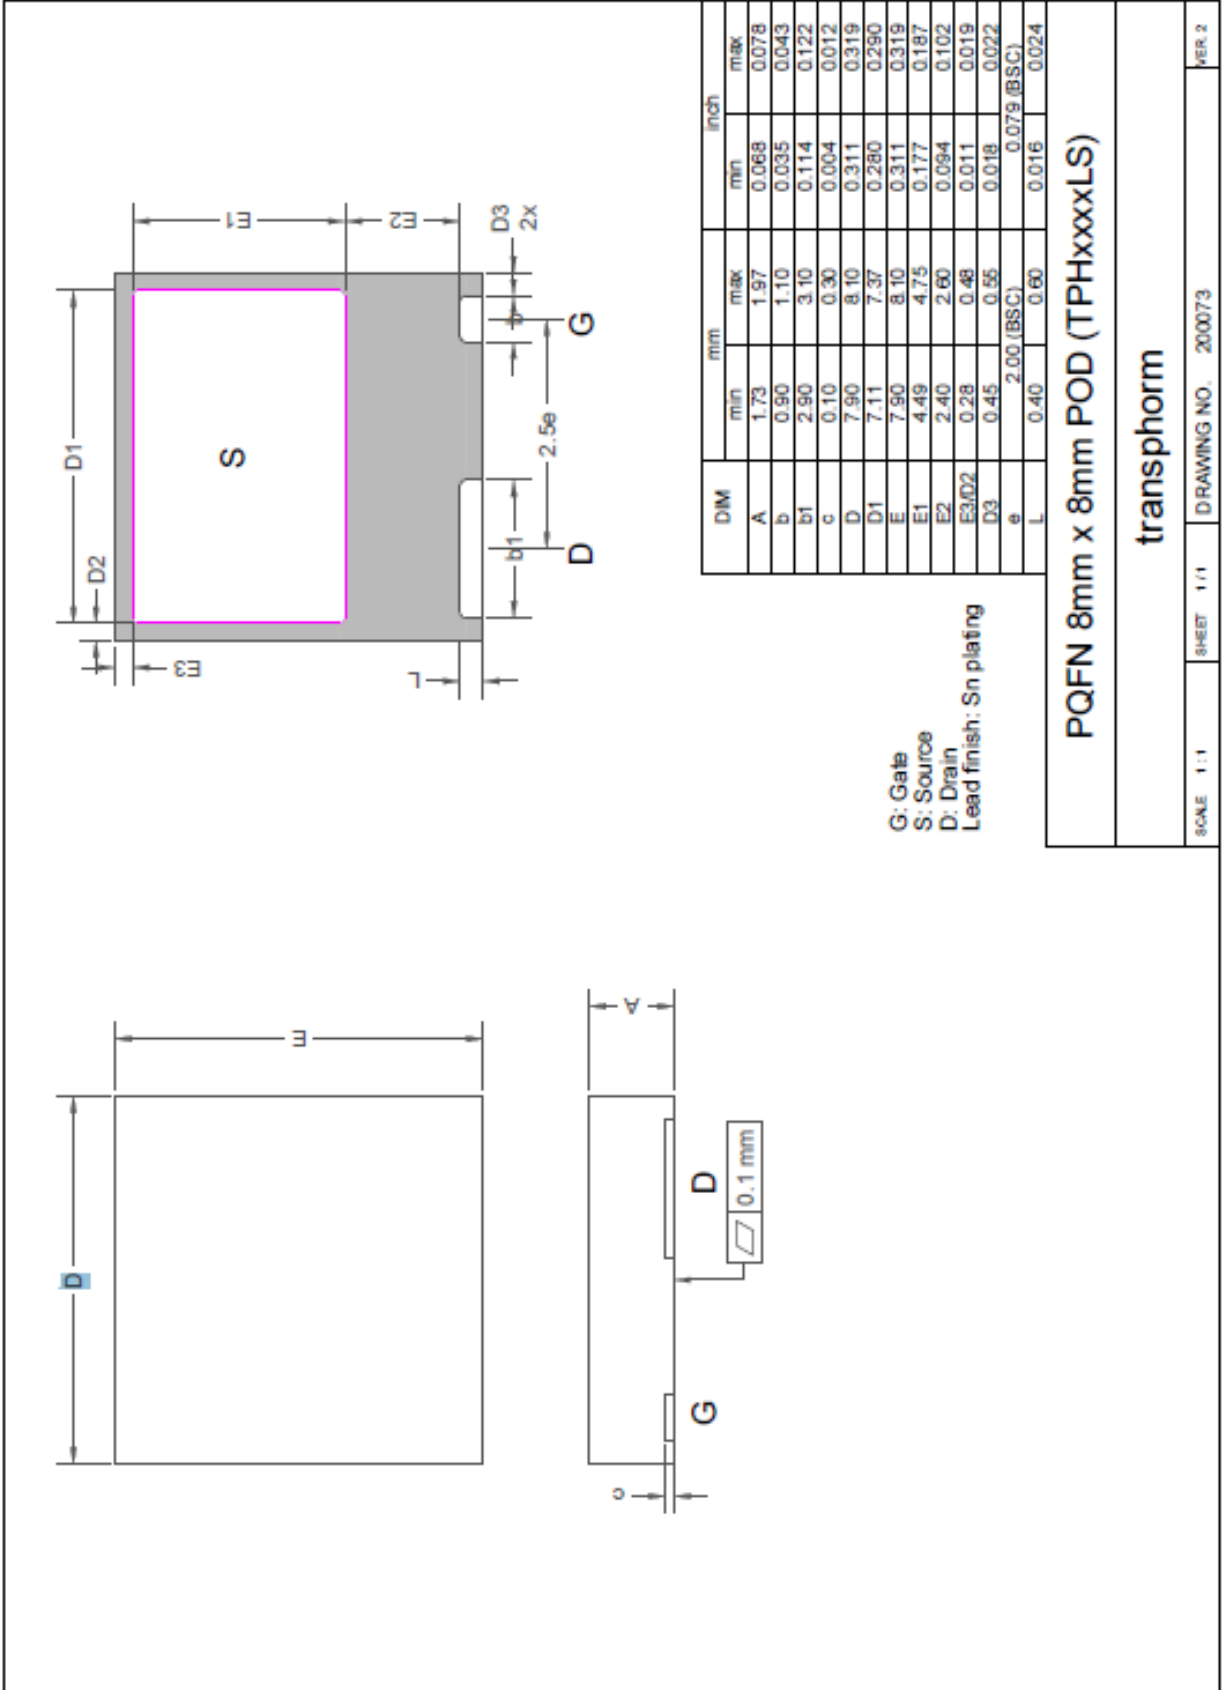 D
E
A
c
G
D
0.1 mm
D1
D2
E3
E1
E2
S
L
D3
2x
b
b1
2.5e
D
G
G: Gate
S: Source
D: Drain
Lead finish: Sn plating
DIM mm inch
min max min max
A 1.73 1.97 0.068 0.078
b 0.90 1.10 0.035 0.043
b1 2.90 3.10 0.114 0.122
c 0.10 0.30 0.004 0.012
D 7.90 8.10 0.311 0.319
D1 7.11 7.37 0.280 0.290
E 7.90 8.10 0.311 0.319
E1 4.49 4.75 0.177 0.187
E2 2.40 2.60 0.094 0.102
E3/D2 0.28 0.48 0.011 0.019
D3 0.45 0.55 0.018 0.022
e 2.00 (BSC) 0.079 (BSC)
L 0.40 0.60 0.016 0.024
PQFN 8mm x 8mm POD (TPHxxxxLS)
transphorm
SCALE 1:1 SHEET 1/1 DRAWING NO. 200073 VER. 2